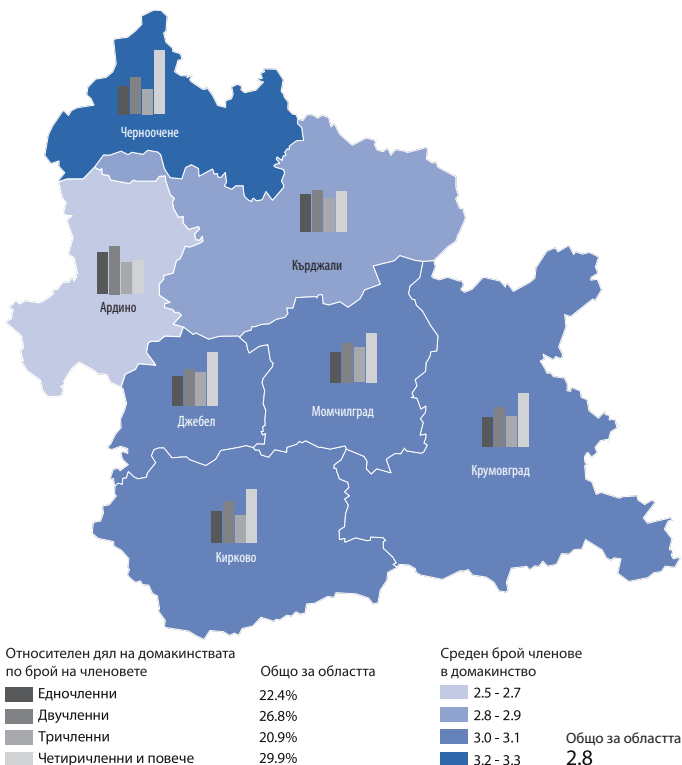 Черноочене
Кърджали
Ардино
Момчилград
Джебел
Крумовград
Кирково
Относителен дял на домакинствата
по брой на членовете
Общо за областта
Едночленни 22.4%
Двучленни 26.8%
Тричленни 20.9%
Четиричленни и повече 29.9%
Среден брой членове
в домакинство
2.5 - 2.7
2.8 - 2.9
3.0 - 3.1
3.2 - 3.3
Общо за областта
2.8